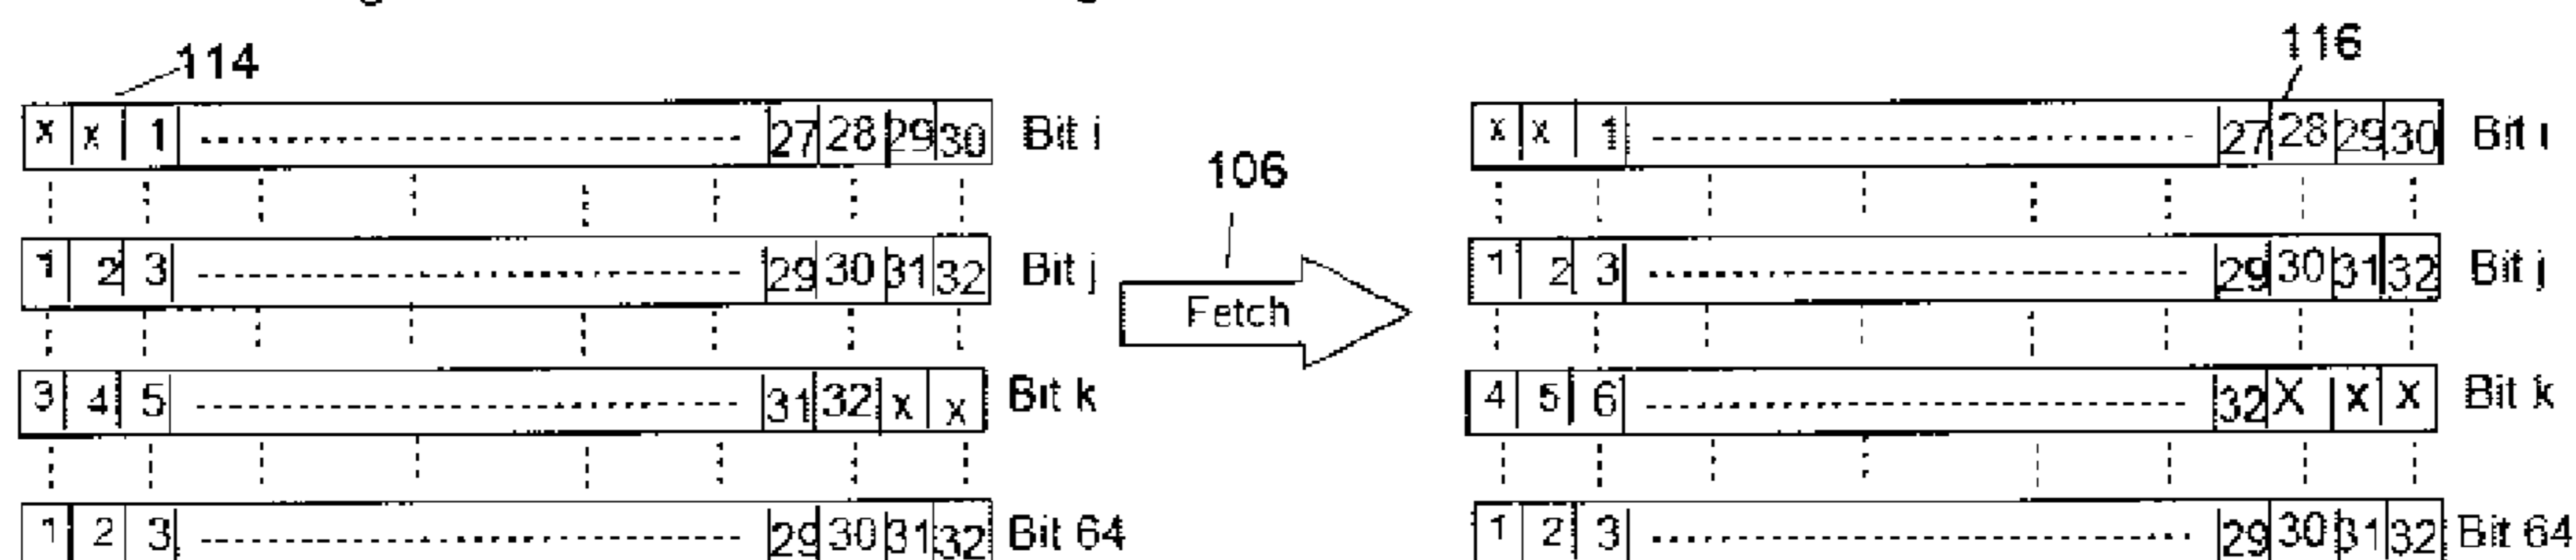 114
116
x x 1 27 28 29 30 Bit i
x x 1 27 28 29 30 Bit i
106
1 2 3 29 30 31 32 Bit j
1 2 3 29 30 31 32 Bit j
Fetch
3 4 5 31 32 x x Bit k
4 5 6 32 X x x Bit k
1 2 3 29 30 31 32 Bit 64
1 2 3 29 30 31 32 Bit 64